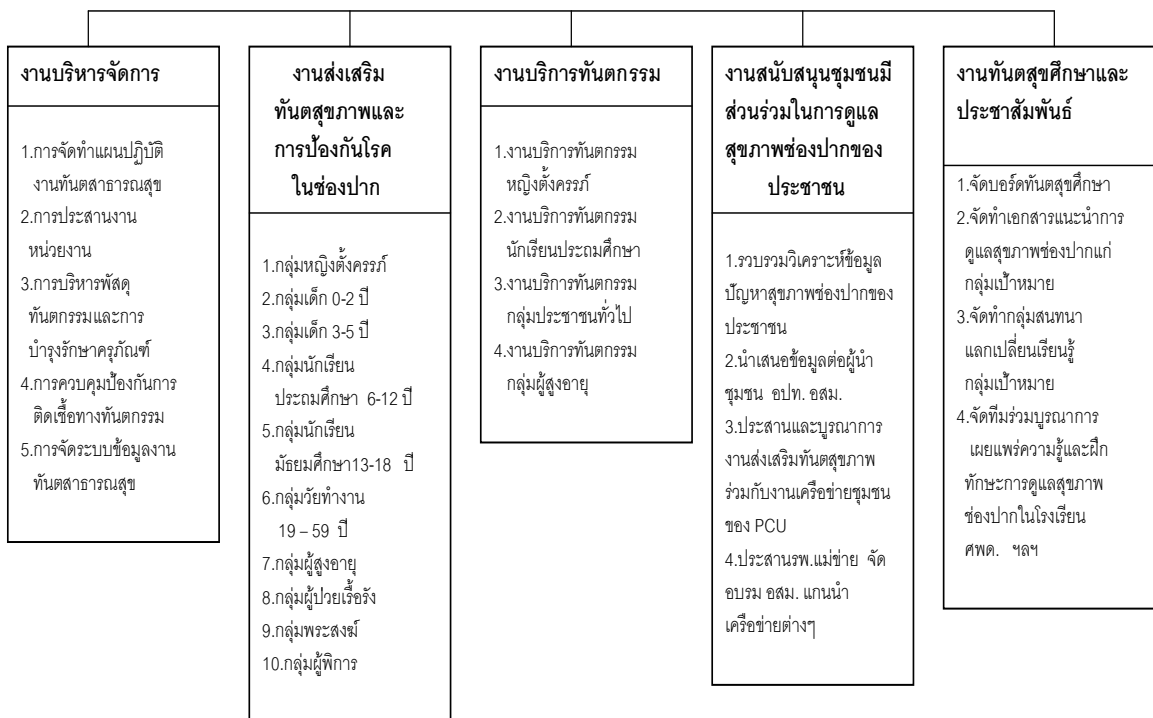 งานบริหารจัดการ
1.การจัดทำแผนปฏิบัติ
งานทันตสาธารณสุข
2.การประสานงาน
หน่วยงาน
3.การบริหารพัสดุ
ทันตกรรมและการ
บำรุงรักษาครุภัณฑ์
4.การควบคุมป้องกันการ
ติดเชื้อทางทันตกรรม
5.การจัดระบบข้อมูลงาน
ทันตสาธารณสุข
งานส่งเสริม
ทันตสุขภาพและ
การป้องกันโรค
ในช่องปาก
1.กลุ่มหญิงตั้งครรภ์
2.กลุ่มเด็ก 0-2 ปี
3.กลุ่มเด็ก 3-5 ปี
4.กลุ่มนักเรียน
ประถมศึกษา 6-12 ปี
5.กลุ่มนักเรียน
มัธยมศึกษา13-18 ปี
6.กลุ่มวัยทำงาน
19 – 59 ปี
7.กลุ่มผู้สูงอายุ
8.กลุ่มผู้ป่วยเรื้อรัง
9.กลุ่มพระสงฆ์
10.กลุ่มผู้พิการ
งานบริการทันตกรรม
1.งานบริการทันตกรรม
หญิงตั้งครรภ์
2.งานบริการทันตกรรม
นักเรียนประถมศึกษา
3.งานบริการทันตกรรม
กลุ่มประชาชนทั่วไป
4.งานบริการทันตกรรม
กลุ่มผู้สูงอายุ
งานสนับสนุนชุมชนมี
ส่วนร่วมในการดูแล
สุขภาพช่องปากของ
ประชาชน
1.รวบรวมวิเคราะห์ข้อมูล
ปัญหาสุขภาพช่องปากของ
ประชาชน
2.นำเสนอข้อมูลต่อผู้นำ
ชุมชน อปท. อสม.
3.ประสานและบูรณาการ
งานส่งเสริมทันตสุขภาพ
ร่วมกับงานเครือข่ายชุมชน
ของ PCU
4.ประสานรพ.แม่ข่าย จัด
อบรม อสม. แกนนำ
เครือข่ายต่างๆ
งานทันตสุขศึกษาและ
ประชาสัมพันธ์
1.จัดบอร์ดทันตสุขศึกษา
2.จัดทำเอกสารแนะนำการ
ดูแลสุขภาพช่องปากแก่
กลุ่มเป้าหมาย
3.จัดทำกลุ่มสนทนา
แลกเปลี่ยนเรียนรู้
กลุ่มเป้าหมาย
4.จัดทีมร่วมบูรณาการ
เผยแพร่ความรู้และฝึก
ทักษะการดูแลสุขภาพ
ช่องปากในโรงเรียน
ศพด. ฯลฯ